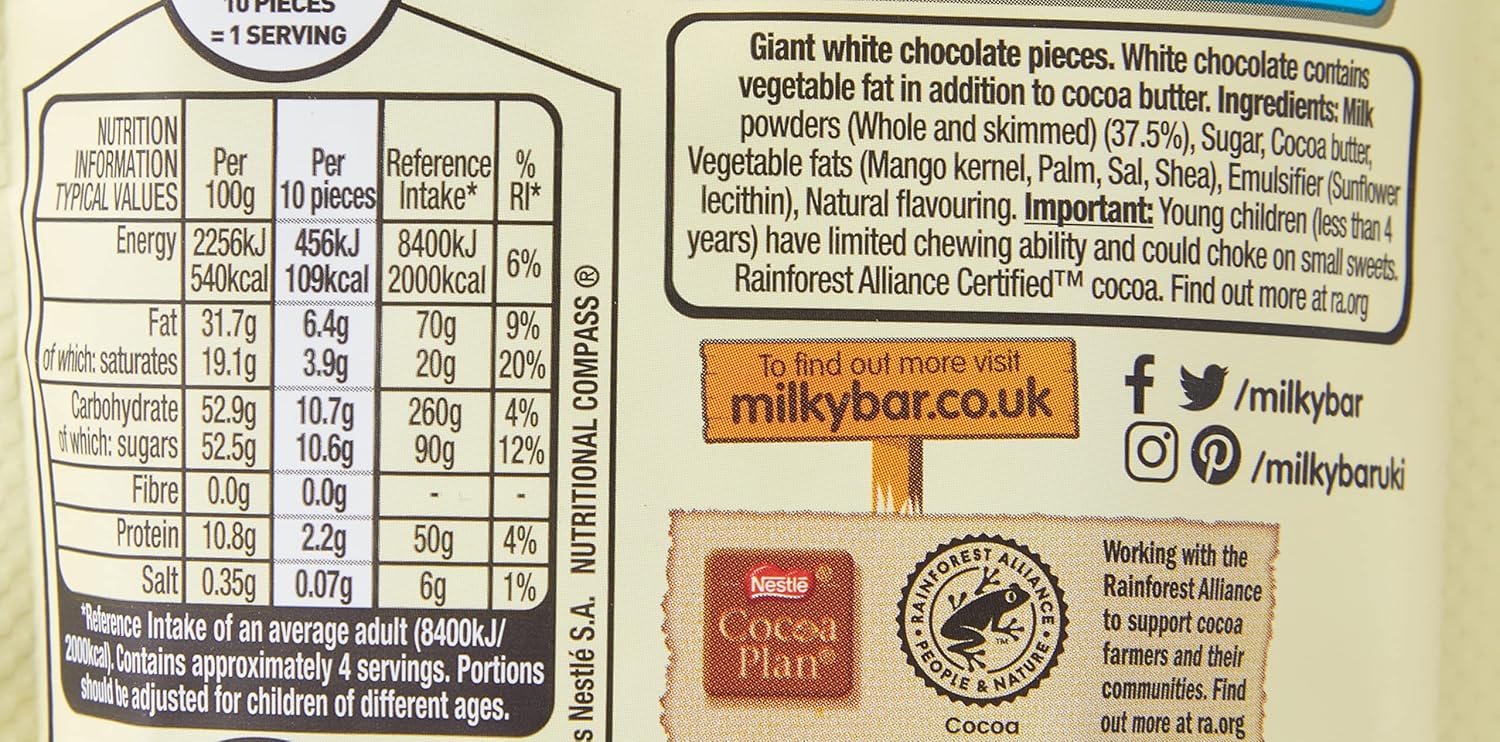 10 PIECES
= 1 SERVING
NUTRITION INFORMATION TYPICAL VALUES Per 100g Per 10 pieces Reference Intake* % RI*
Energy 2256kJ 456kJ 8400kJ 6%
540kcal 109kcal 2000kcal
Fat 31.7g 6.4g 70g 9%
of which: saturates 19.1g 3.9g 20g 20%
Carbohydrate 52.9g 10.7g 260g 4%
of which: sugars 52.5g 10.6g 90g 12%
Fibre 0.0g 0.0g - -
Protein 10.8g 2.2g 50g 4%
Salt 0.35g 0.07g 6g 1%
*Reference Intake of an average adult (8400kJ/
2000kcal). Contains approximately 4 servings. Portions
should be adjusted for children of different ages.
s Nestlé S.A. NUTRITIONAL COMPASS ®
Giant white chocolate pieces. White chocolate contains
vegetable fat in addition to cocoa butter. Ingredients: Milk
powders (Whole and skimmed) (37.5%), Sugar, Cocoa butter,
Vegetable fats (Mango kernel, Palm, Sal, Shea), Emulsifier (Sunflower
lecithin), Natural flavouring. Important: Young children (less than 4
years) have limited chewing ability and could choke on small sweets.
Rainforest Alliance Certified™ cocoa. Find out more at ra.org
To find out more visit
milkybar.co.uk
f /milkybar
/milkybaruki
Nestlé ®
Cocoa
Plan®
RAINFOREST ALLIANCE
• PEOPLE & NATURE •
TM
Cocoa
Working with the
Rainforest Alliance
to support cocoa
farmers and their
communities. Find
out more at ra.org